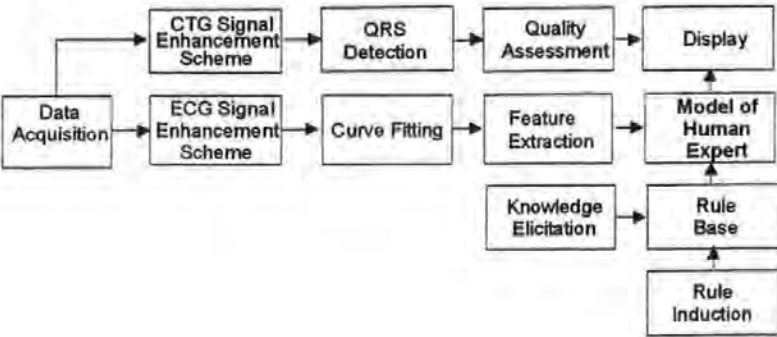 CTG Signal
Enhancement
Scheme
QRS
Detection
Quality
Assessment
Display
Data
Acquisition
ECG Signal
Enhancement
Scheme
Curve Fitting
Feature
Extraction
Model of
Human
Expert
Knowledge
Elicitation
Rule
Base
Rule
Induction